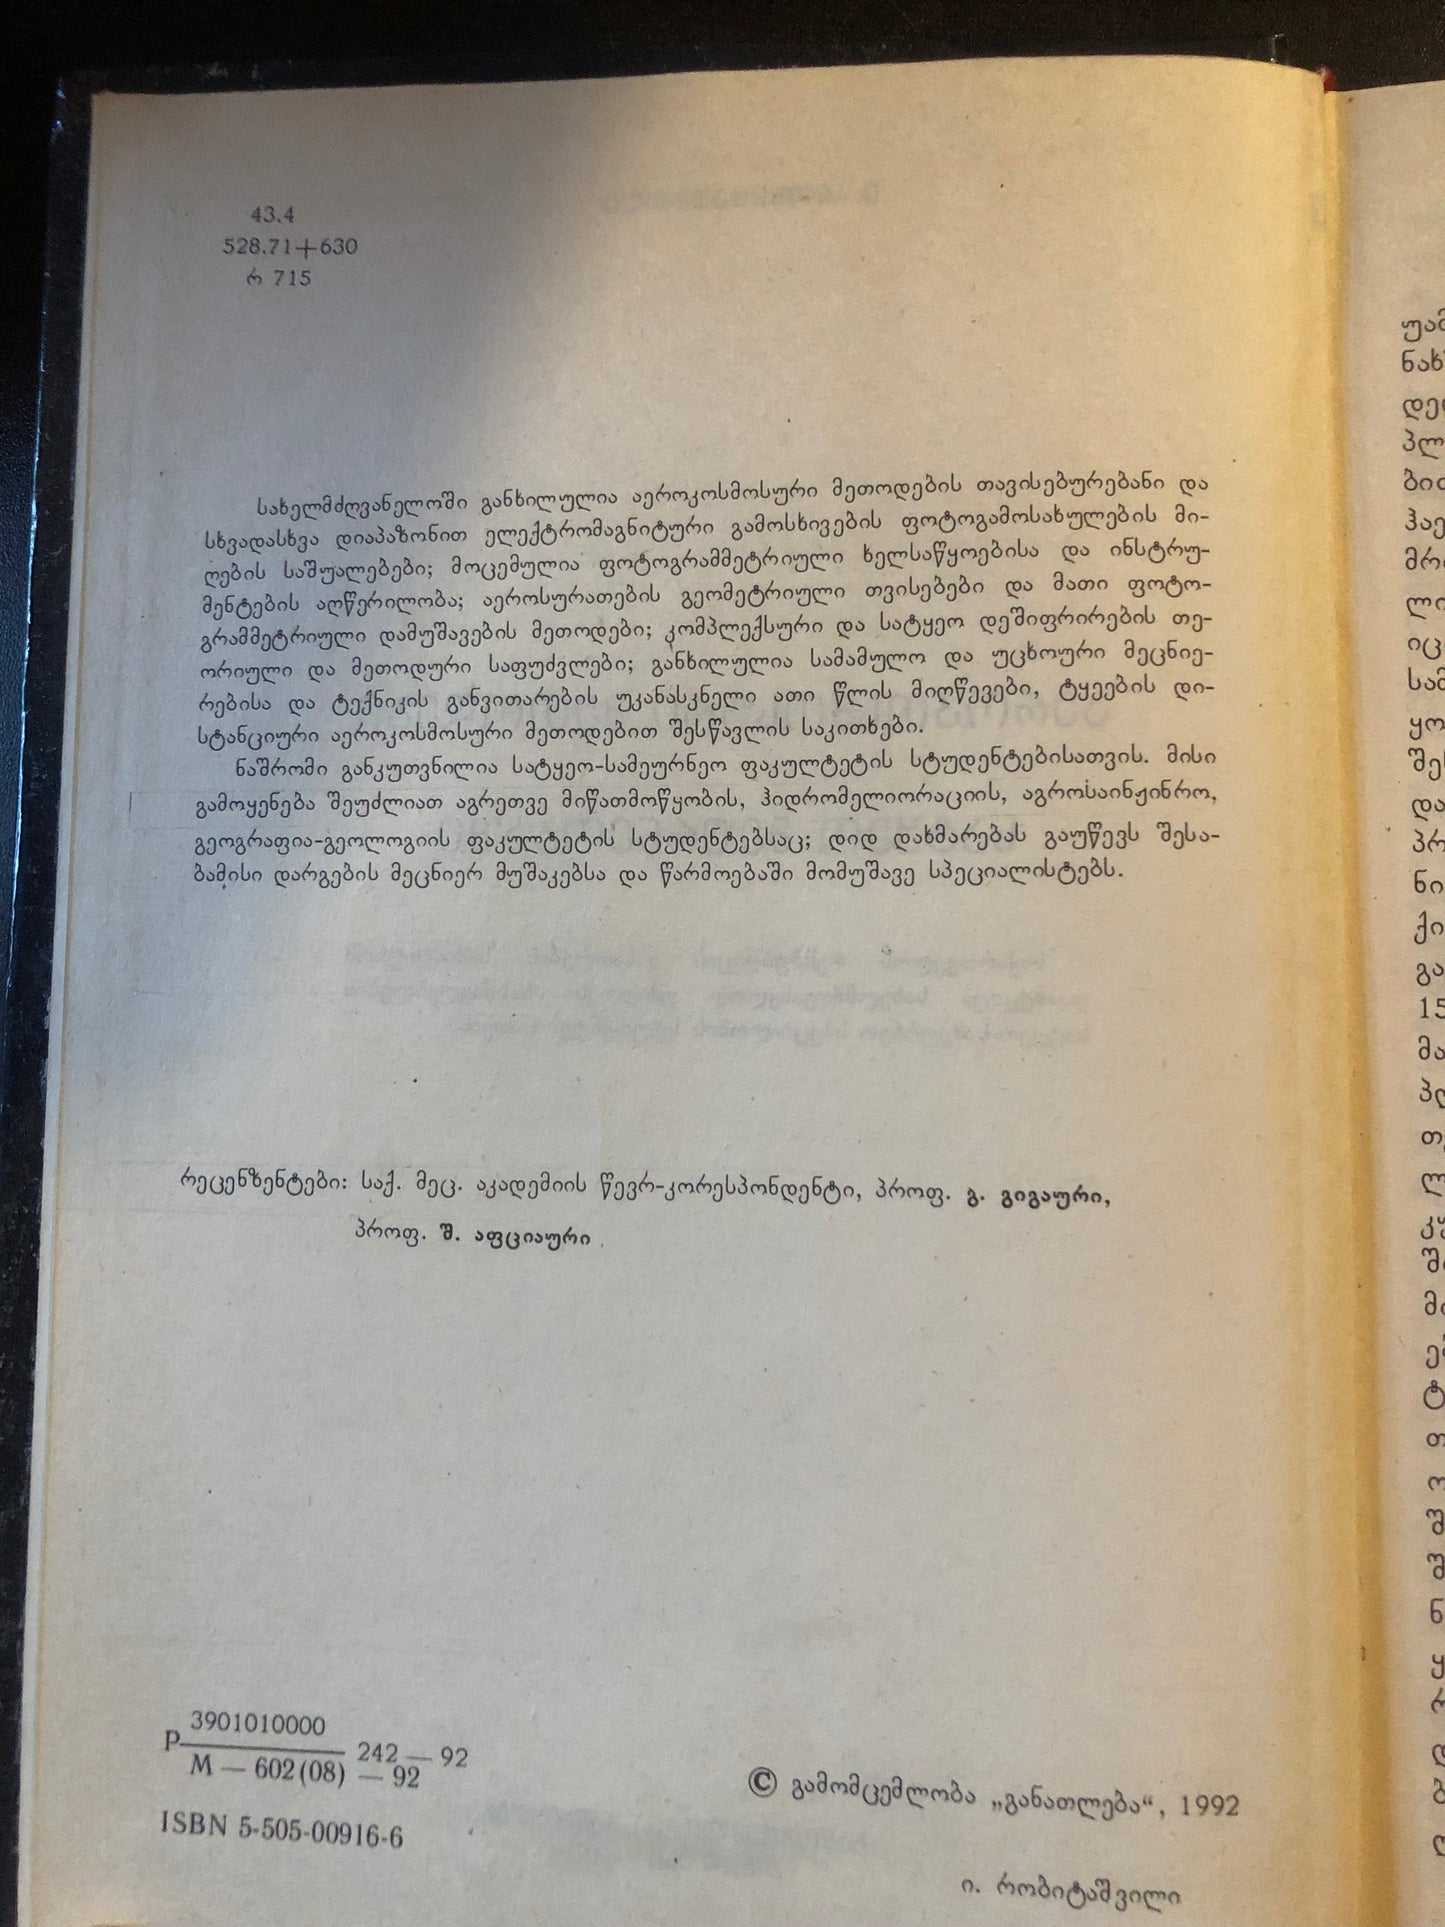 43.4
528.71+630
რ 715
სახელმძღვანელოში განხილულია აეროკოსმოსური მეთოდების თავისებურებანი და
სხვადასხვა დიაპაზონით ელექტრომაგნიტური გამოსხივების ფოტოგამოსახულების მი-
ღების საშუალებები; მოცემულია ფოტოგრამმეტრიული ხელსაწყოებისა და ინსტრუ-
მენტების აღწერილობა; აეროსურათების გეომეტრიული თვისებები და მათი ფოტო-
გრამმეტრიული დამუშავების მეთოდები; კომპლექსური და სატყეო დეშიფრირების თე-
ორიული და მეთოდური საფუძვლები; განხილულია სამამულო და უცხოური მეცნიე-
რებისა და ტექნიკის განვითარების უკანასკნელი ათი წლის მიღწევები, ტყეების დი-
სტანციური აეროკოსმოსური მეთოდებით შესწავლის საკითხები.
ნაშრომი განკუთვნილია სატყეო-სამეურნეო ფაკულტეტის სტუდენტებისათვის. მისი
გამოყენება შეუძლიათ აგრეთვე მიწათმოწყობის, ჰიდრომელიორაციის, აგროსაინჟინრო,
გეოგრაფია-გეოლოგიის ფაკულტეტის სტუდენტებსაც; დიდ დახმარებას გაუწევს შესა-
ბამისი დარგების მეცნიერ მუშაკებსა და წარმოებაში მომუშავე სპეციალისტებს.
რეცენზენტები: საქ. მეც. აკადემიის წევრ-კორესპონდენტი, პროფ. გ. გიგაური,
პროფ. შ. აფციაური
P 3901010000
M — 602(08) — 92 242 — 92
ISBN 5-505-00916-6
© გამომცემლობა „განათლება“, 1992
ი. რობიტაშვილი